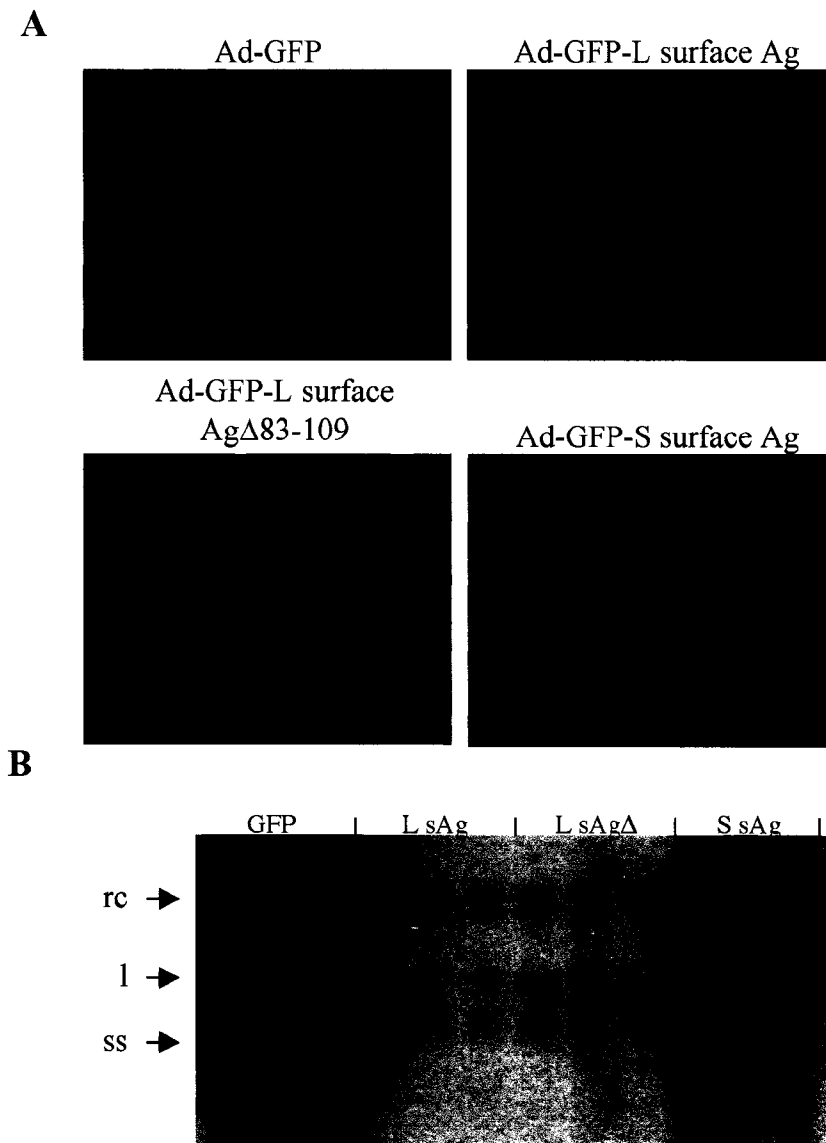 A
Ad-GFP
Ad-GFP-L surface Ag
Ad-GFP-L surface
AgΔ83-109
Ad-GFP-S surface Ag
B
GFP
L sAg
L sAgΔ
S sAg
rc
l
ss